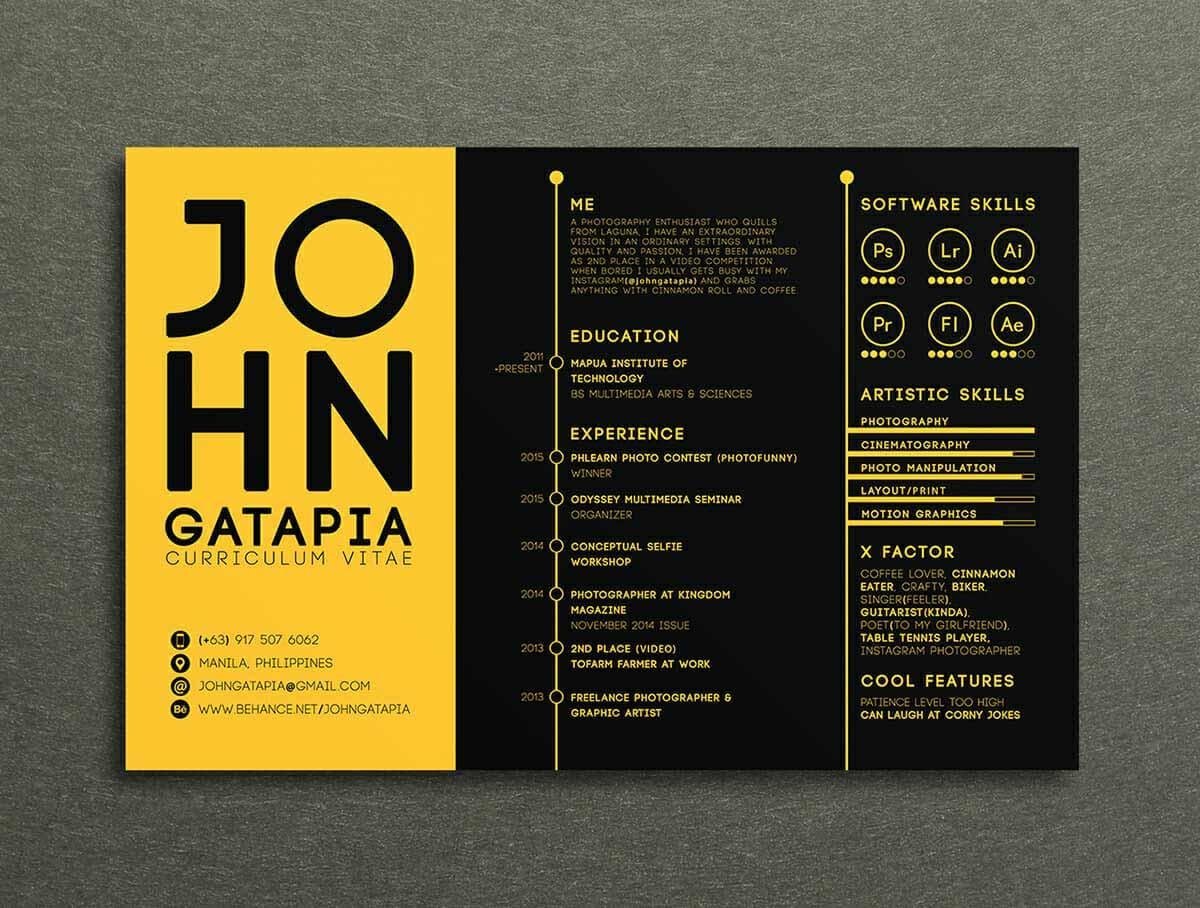 JO
HN
GATAPIA
CURRICULUM VITAE
(+63) 917 507 6062
MANILA, PHILIPPINES
@ JOHNGATAPIA@GMAIL.COM
Bē WWW.BEHANCE.NET/JOHNGATAPIA
ME
A PHOTOGRAPHY ENTHUSIAST WHO QUILLS
FROM LAGUNA, I HAVE AN EXTRAORDINARY
VISION IN AN ORDINARY SETTINGS. WITH
QUALITY AND PASSION, I HAVE BEEN AWARDED
AS 2ND PLACE IN A VIDEO COMPETITION
WHEN BORED I USUALLY GETS BUSY WITH MY
INSTAGRAM(@johngatapia) AND GRABS
ANYTHING WITH CINNAMON ROLL AND COFFEE.
EDUCATION
2011
-PRESENT
MAPUA INSTITUTE OF
TECHNOLOGY
BS MULTIMEDIA ARTS & SCIENCES
EXPERIENCE
2015 PHLEARN PHOTO CONTEST (PHOTOFUNNY)
WINNER
2015 ODYSSEY MULTIMEDIA SEMINAR
ORGANIZER
2014 CONCEPTUAL SELFIE
WORKSHOP
2014 PHOTOGRAPHER AT KINGDOM
MAGAZINE
NOVEMBER 2014 ISSUE
2013 2ND PLACE (VIDEO)
TOFARM FARMER AT WORK
2013 FREELANCE PHOTOGRAPHER &
GRAPHIC ARTIST
SOFTWARE SKILLS
Ps Lr Ai
Pr Fl Ae
ARTISTIC SKILLS
PHOTOGRAPHY
CINEMATOGRAPHY
PHOTO MANIPULATION
LAYOUT/PRINT
MOTION GRAPHICS
X FACTOR
COFFEE LOVER, CINNAMON
EATER, CRAFTY, BIKER,
SINGER(FEELER),
GUITARIST(KINDA),
POET(TO MY GIRLFRIEND),
TABLE TENNIS PLAYER,
INSTAGRAM PHOTOGRAPHER
COOL FEATURES
PATIENCE LEVEL TOO HIGH
CAN LAUGH AT CORNY JOKES